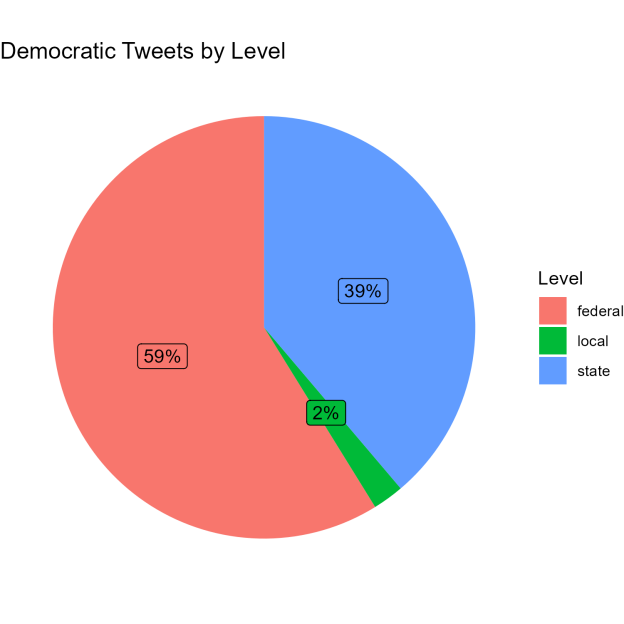 Democratic Tweets by Level
39%
59%
2%
Level
federal
local
state